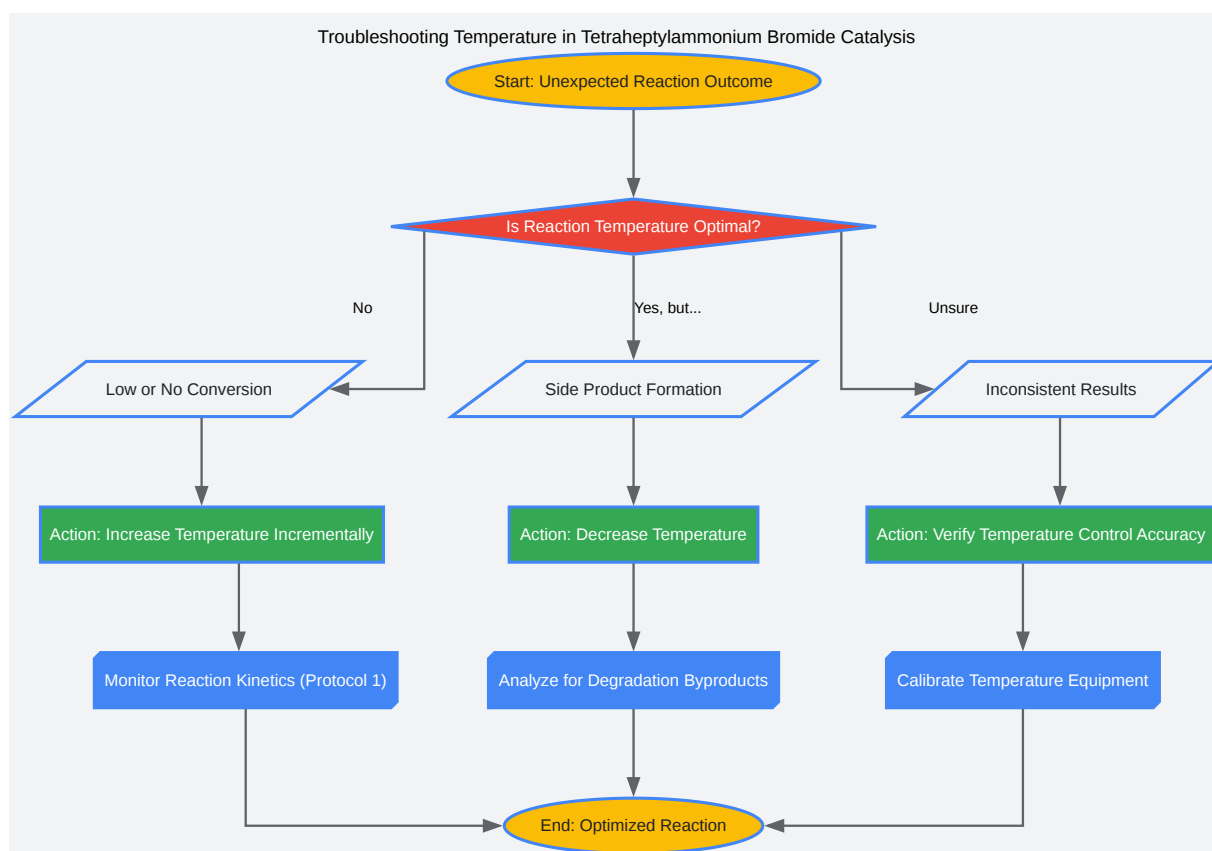 Troubleshooting Temperature in Tetraheptylammonium Bromide Catalysis
Start: Unexpected Reaction Outcome
Is Reaction Temperature Optimal?
No
Yes, but...
Unsure
Low or No Conversion
Side Product Formation
Inconsistent Results
Action: Increase Temperature Incrementally
Action: Decrease Temperature
Action: Verify Temperature Control Accuracy
Monitor Reaction Kinetics (Protocol 1)
Analyze for Degradation Byproducts
Calibrate Temperature Equipment
End: Optimized Reaction